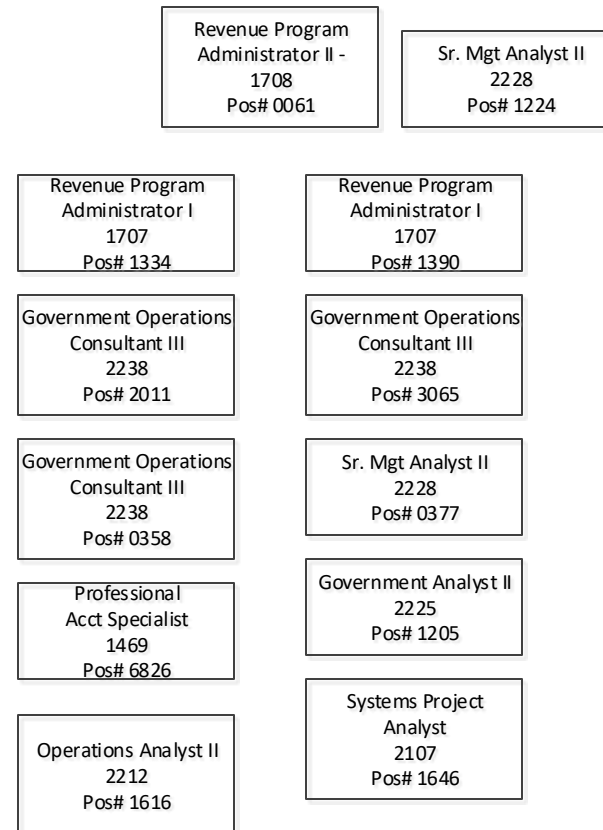 Revenue Program
Administrator II -
1708
Pos# 0061
Sr. Mgt Analyst II
2228
Pos# 1224
Revenue Program
Administrator I
1707
Pos# 1334
Revenue Program
Administrator I
1707
Pos# 1390
Government Operations
Consultant III
2238
Pos# 2011
Government Operations
Consultant III
2238
Pos# 3065
Government Operations
Consultant III
2238
Pos# 0358
Sr. Mgt Analyst II
2228
Pos# 0377
Professional
Acct Specialist
1469
Pos# 6826
Government Analyst II
2225
Pos# 1205
Operations Analyst II
2212
Pos# 1616
Systems Project
Analyst
2107
Pos# 1646